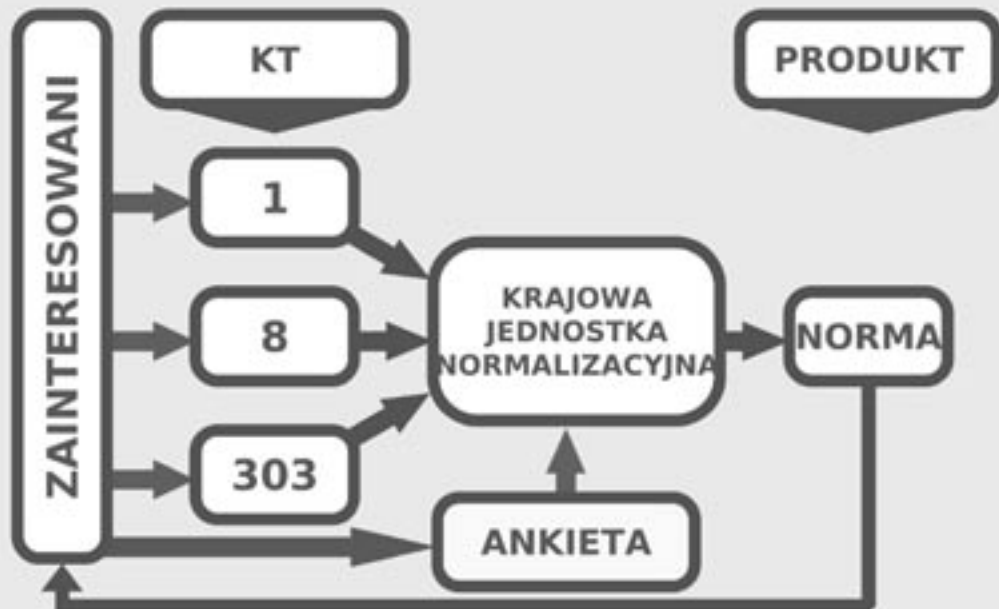 ZAINTERESOWANI
KT
PRODUKT
1
8
303
KRAJOWA
JEDNOSTKA
NORMALIZACYJNA
NORMA
ANKIETA